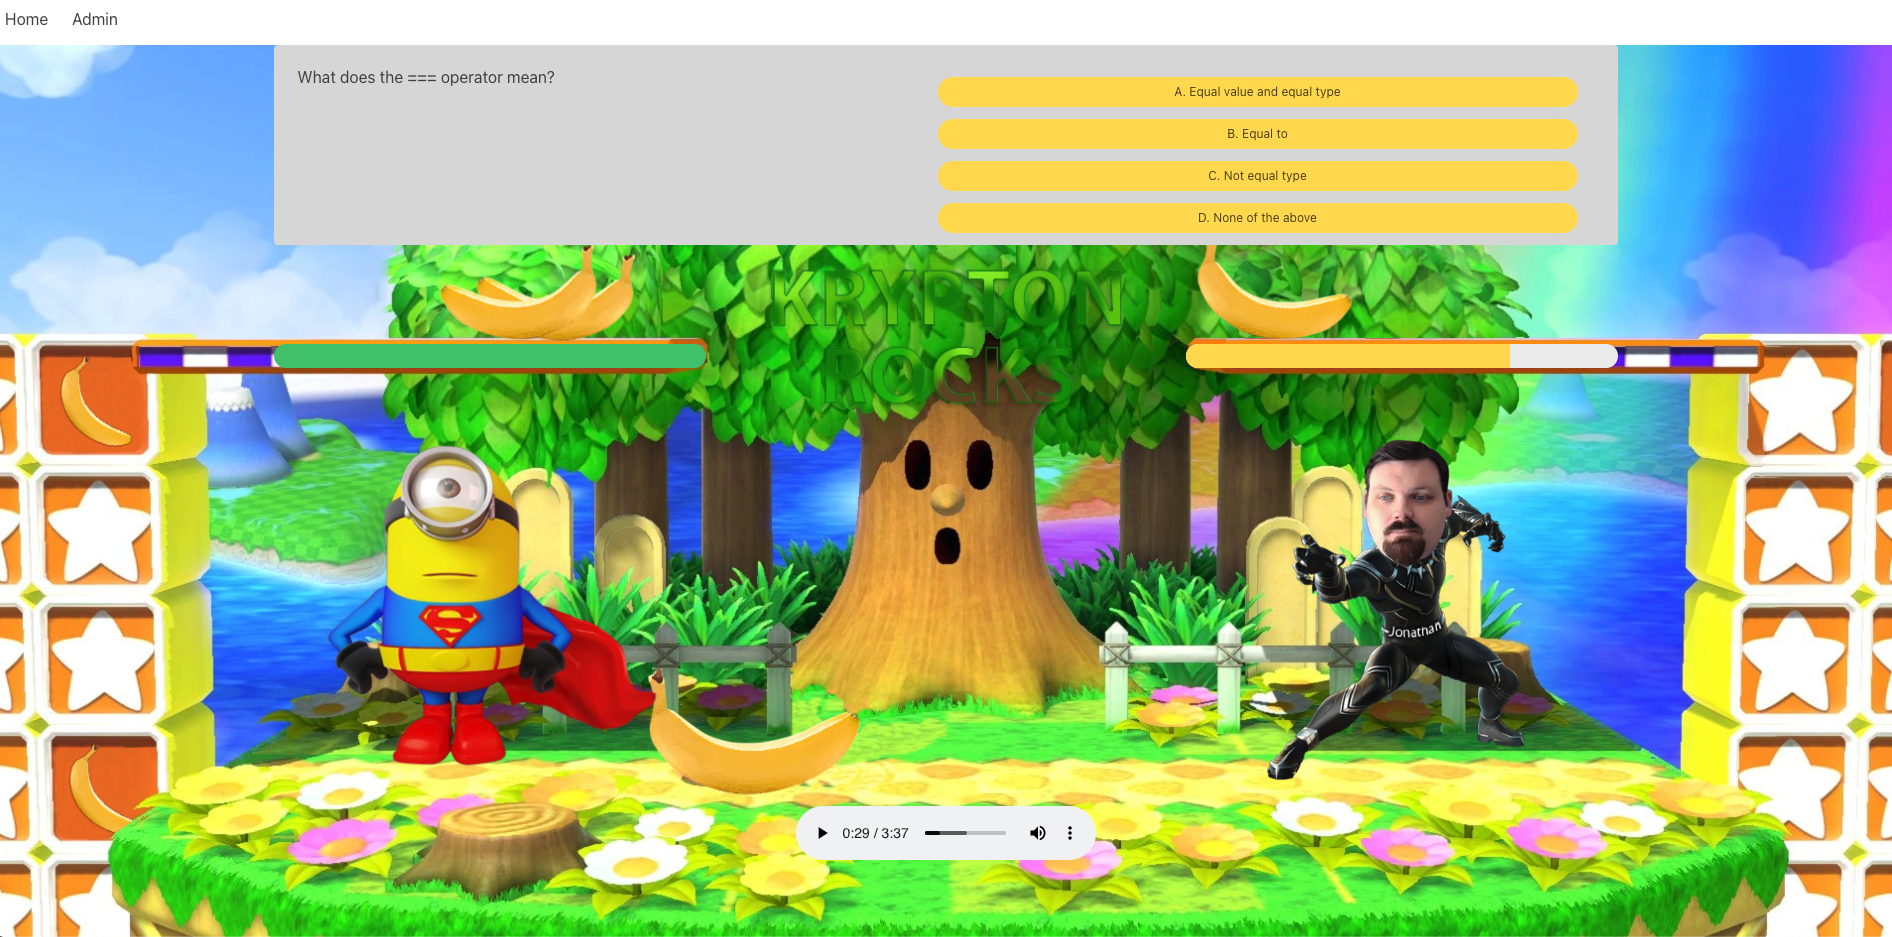 Home Admin
What does the === operator mean?
A. Equal value and equal type
B. Equal to
C. Not equal type
D. None of the above
KRYPTON
ROCKS
S
Jonathan
0:29 / 3:37